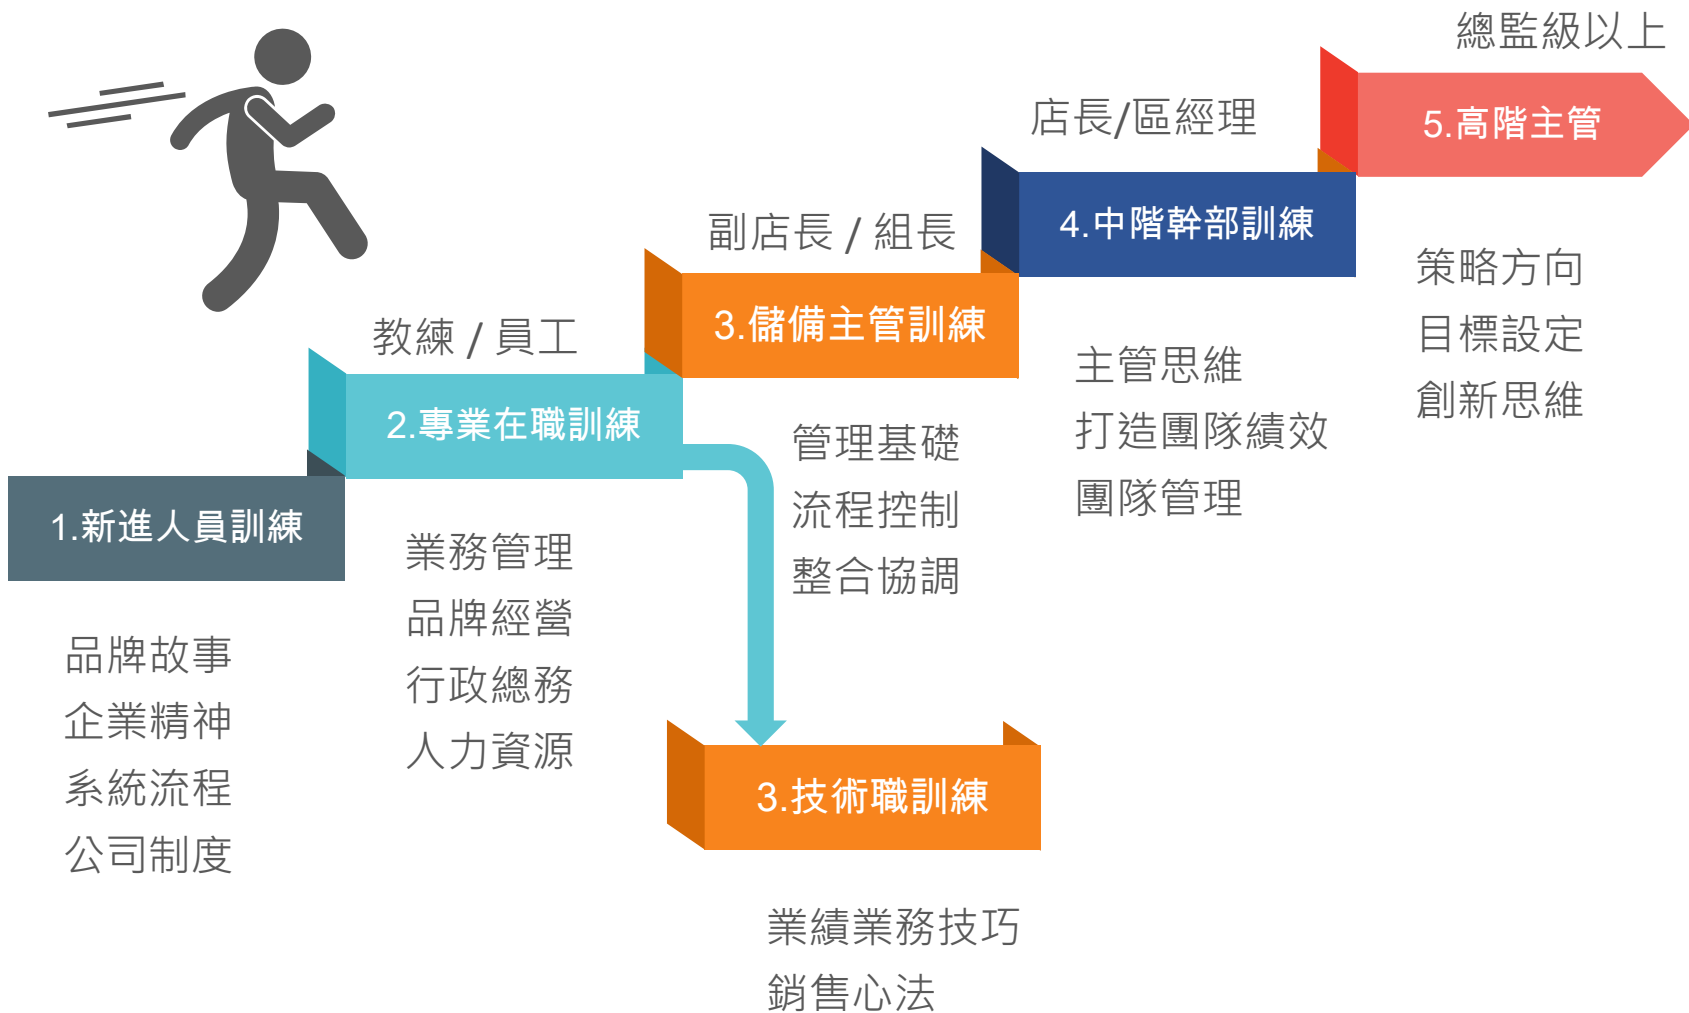 1.新進人員訓練
品牌故事
企業精神
系統流程
公司制度
教練 / 員工
2.專業在職訓練
業務管理
品牌經營
行政總務
人力資源
副店長 / 組長
3.儲備主管訓練
管理基礎
流程控制
整合協調
3.技術職訓練
業績業務技巧
銷售心法
店長/區經理
4.中階幹部訓練
主管思維
打造團隊績效
團隊管理
總監級以上
5.高階主管
策略方向
目標設定
創新思維